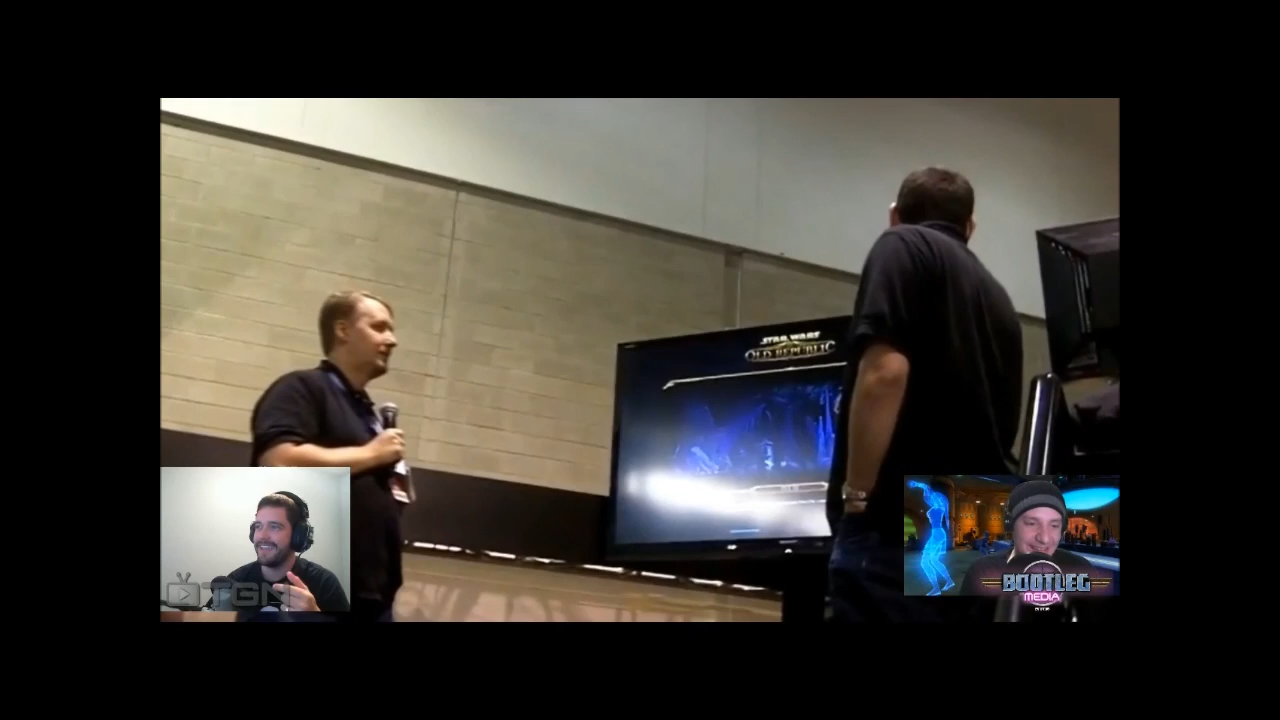 STAR WARS
OLD REPUBLIC
TGN
BOOTLEG
MEDIA